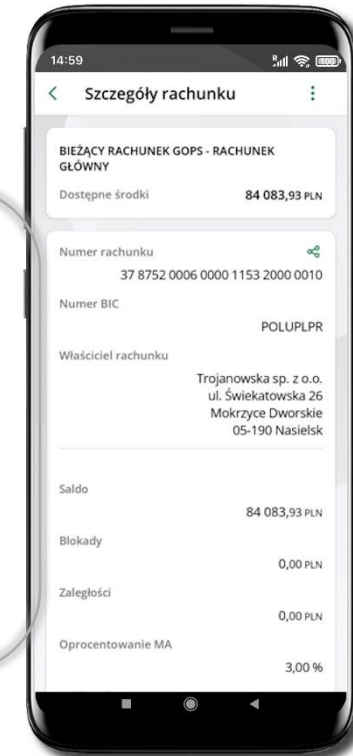 14:59
R
Szczegóły rachunku
BIEŻĄCY RACHUNEK GOPS - RACHUNEK
GŁÓWNY
Dostępne środki 84 083,93 PLN
Numer rachunku
37 8752 0006 0000 1153 2000 0010
Numer BIC
POLUPLPR
Właściciel rachunku
Trojanowska sp. z o.o.
ul. Świekatowska 26
Mokrzyce Dworskie
05-190 Nasielsk
Saldo
84 083,93 PLN
Blokady
0,00 PLN
Zaległości
0,00 PLN
Oprocentowanie MA
3,00 %